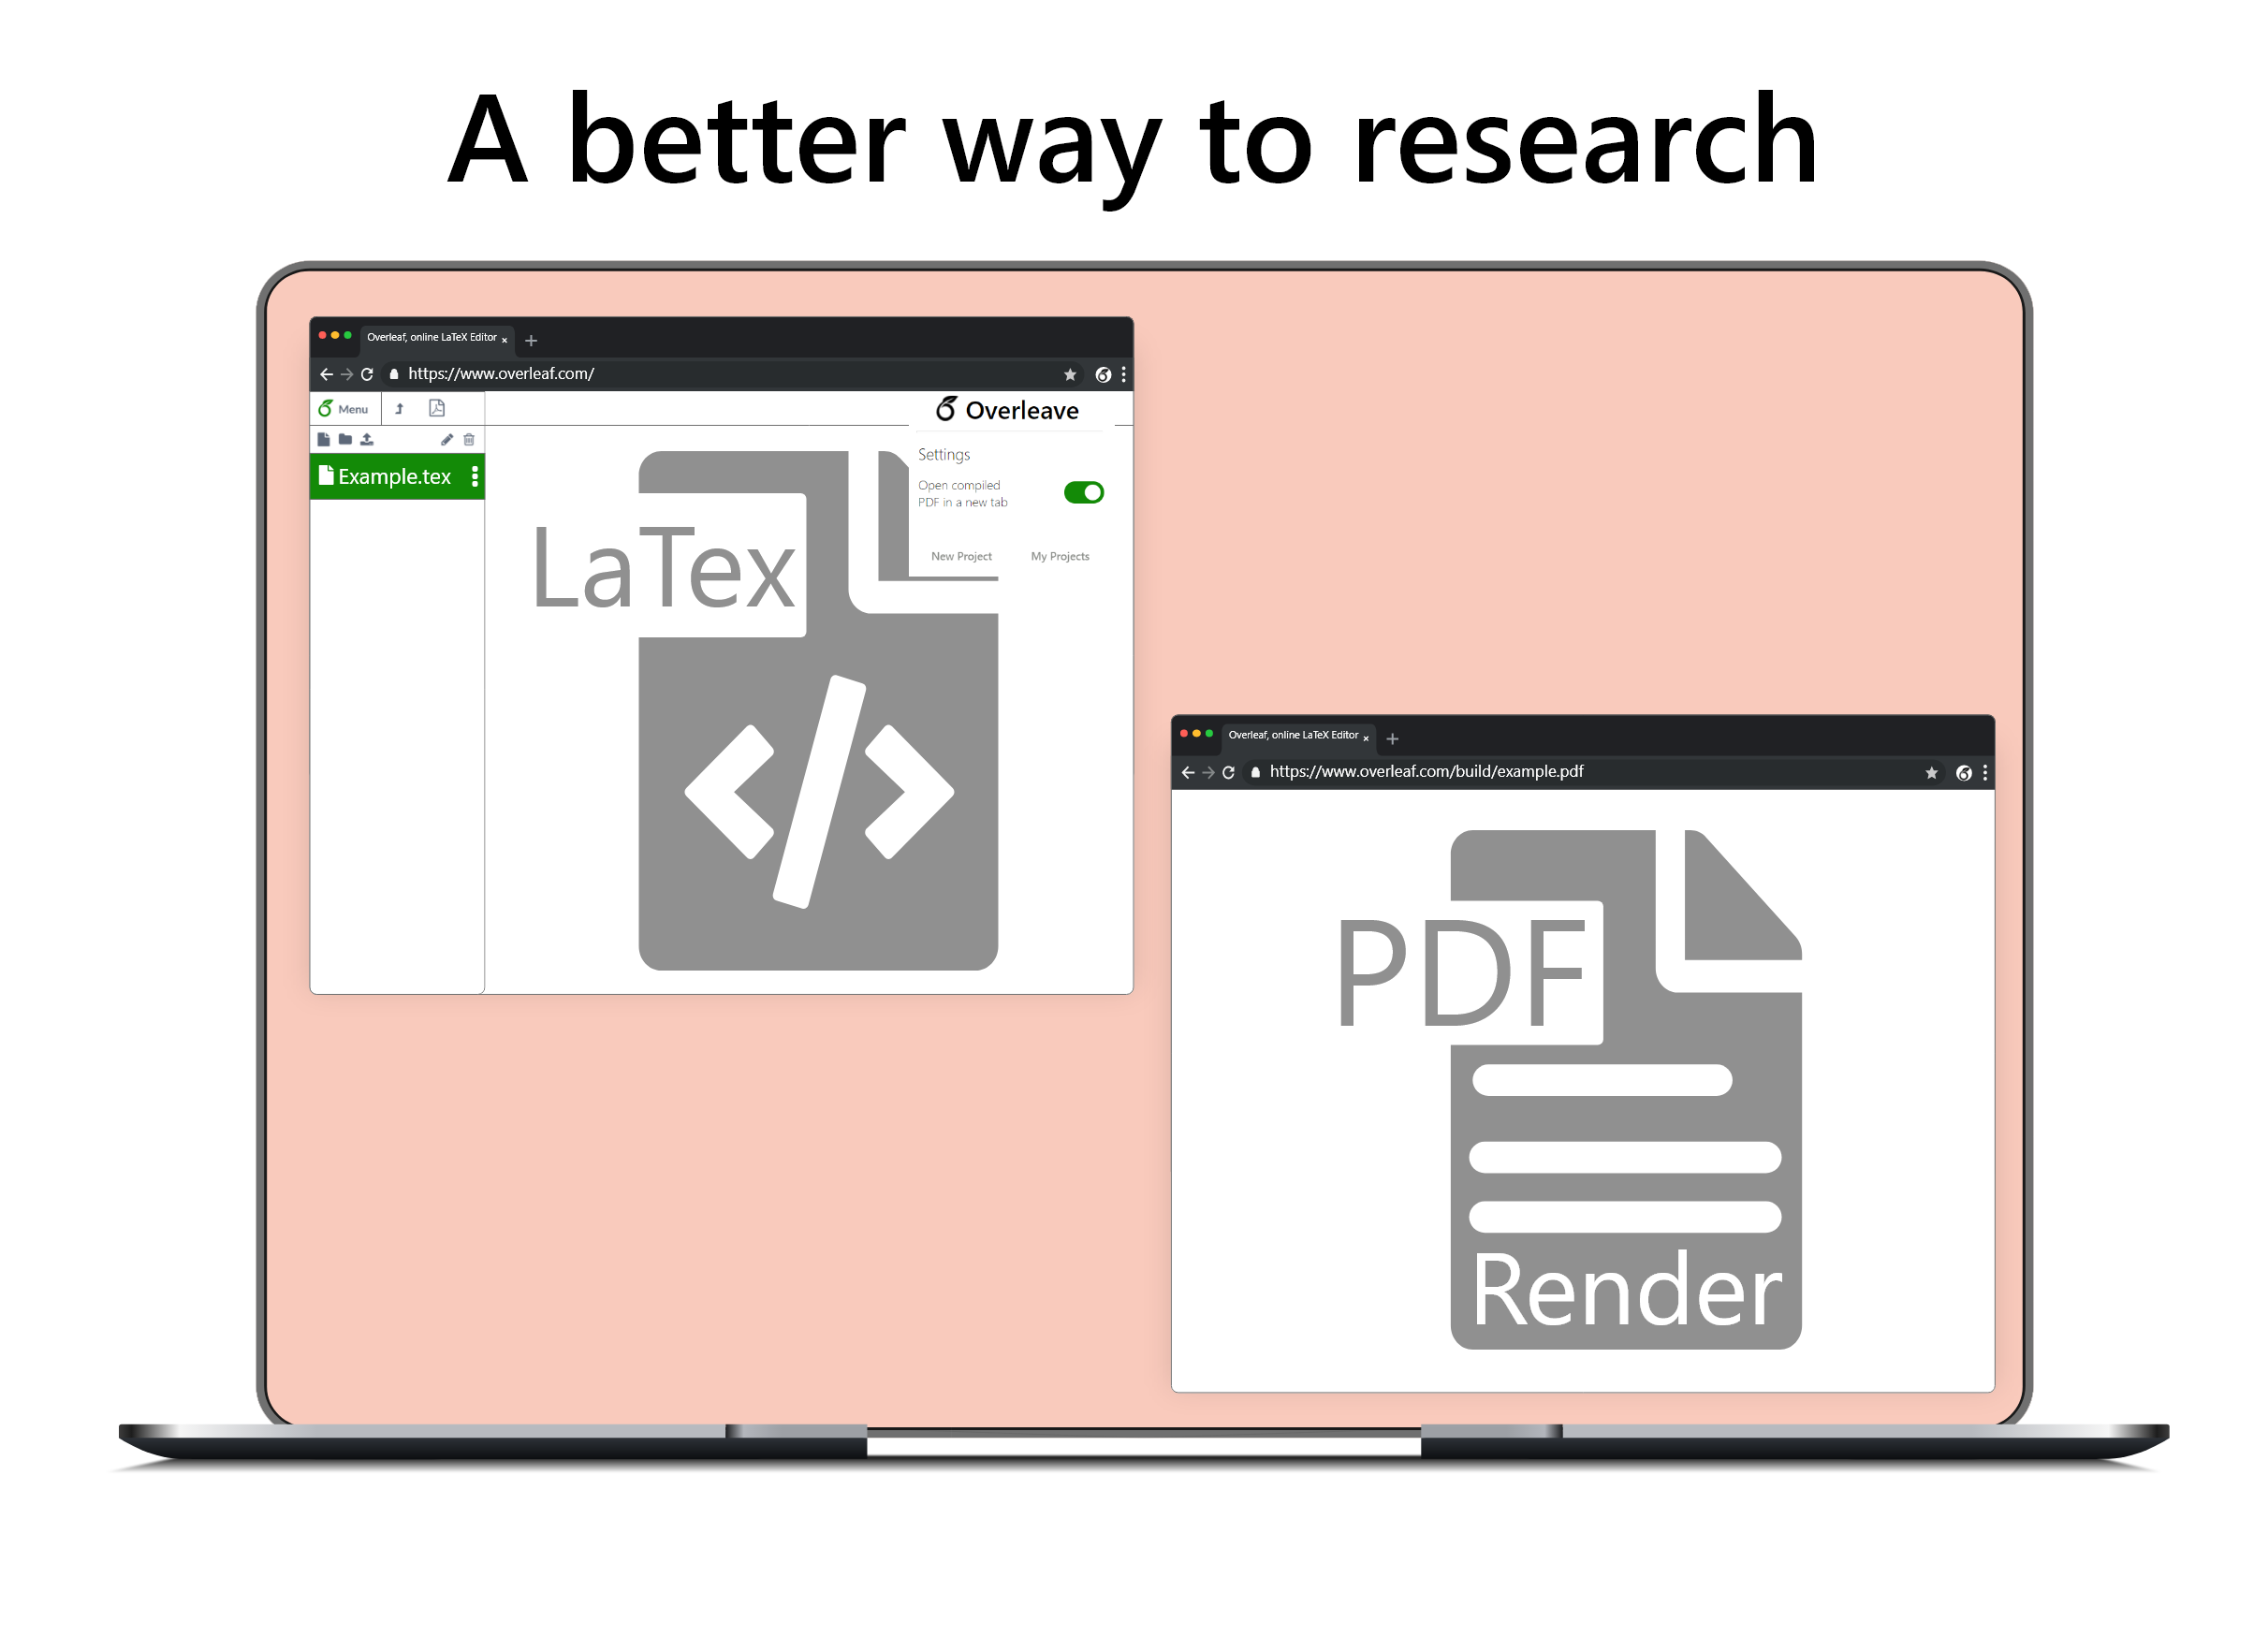 A better way to research
Overleaf, online LaTeX Editor
https://www.overleaf.com/
Menu
Overleave
Example.tex
Settings
Open compiled
PDF in a new tab
New Project
My Projects
LaTex
Overleaf, online LaTeX Editor
https://www.overleaf.com/build/example.pdf
PDF
Render